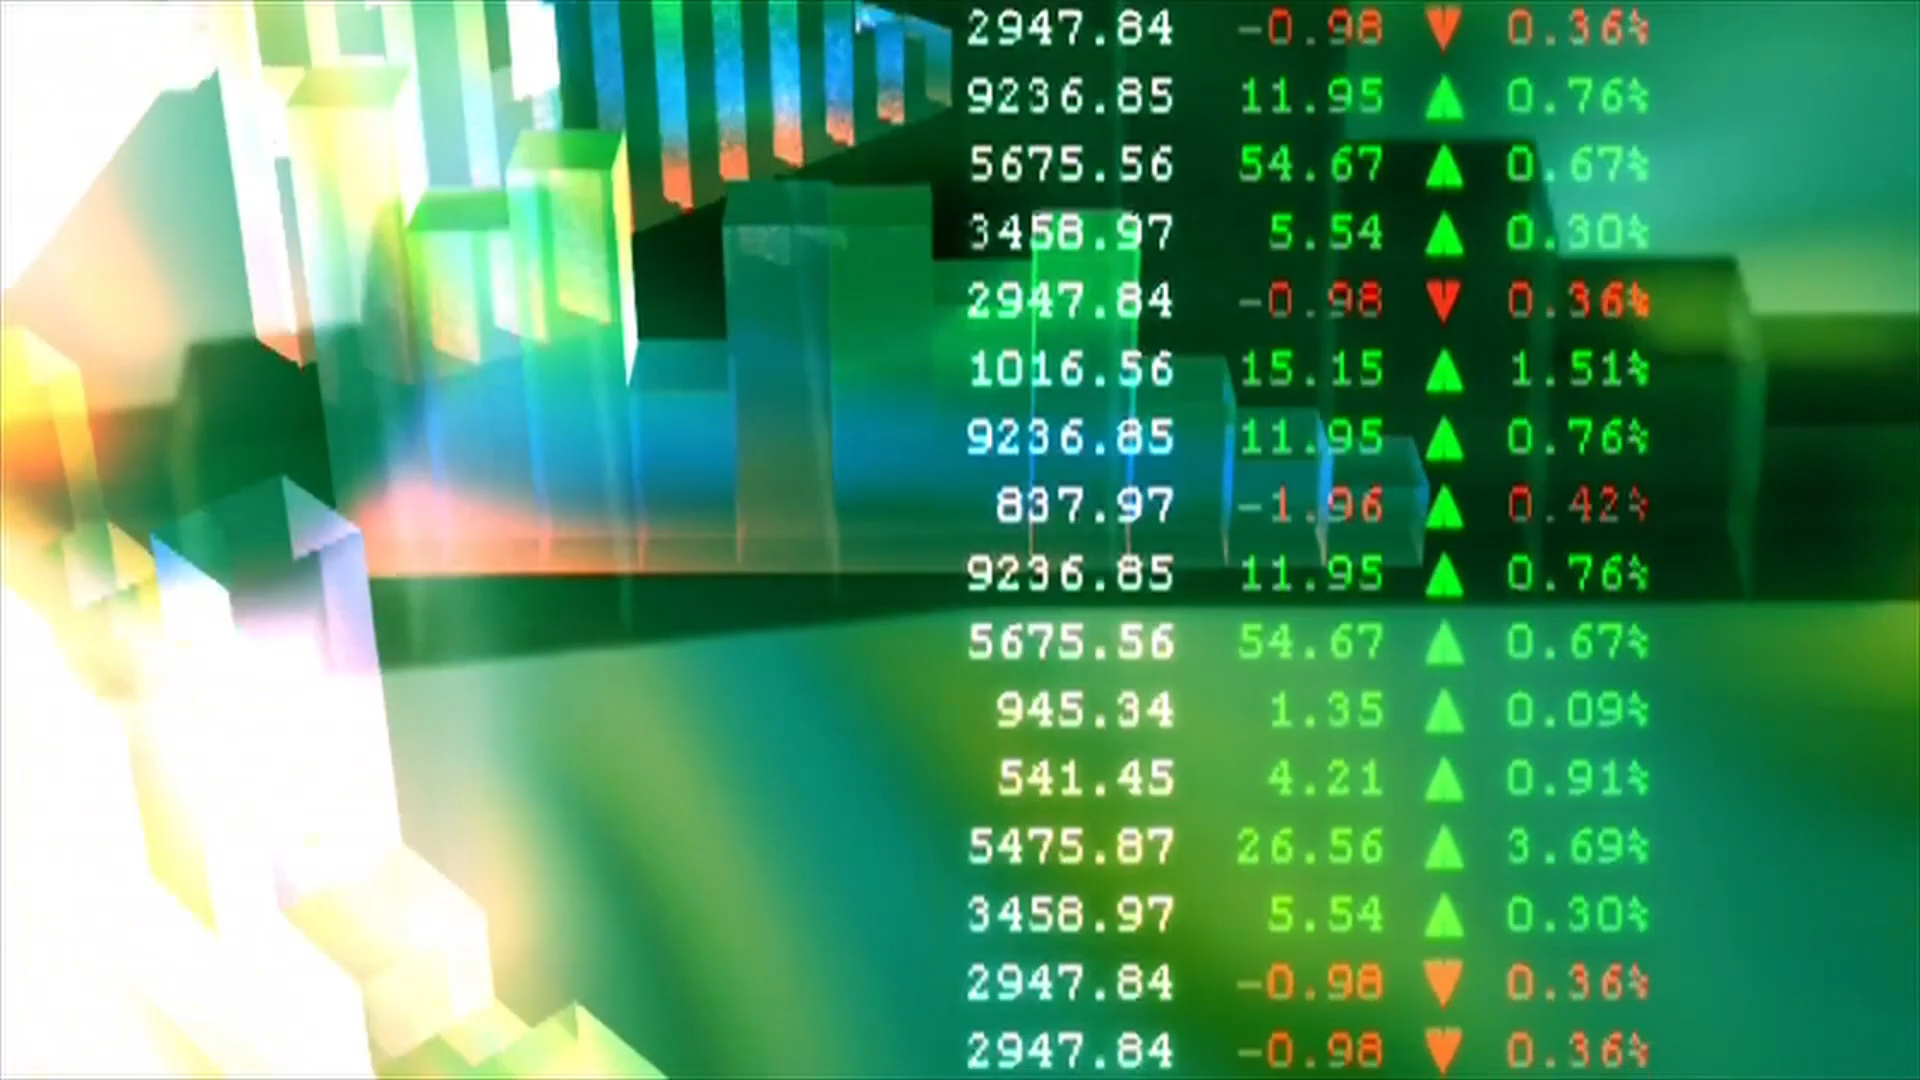 2947.84 -0.98 ▼ 0.36%
9236.85 11.95 ▲ 0.76%
5675.56 54.67 ▲ 0.67%
3458.97 5.54 ▲ 0.30%
2947.84 -0.98 ▼ 0.36%
1016.56 15.15 ▲ 1.51%
9236.85 11.95 ▲ 0.76%
837.97 -1.96 ▲ 0.42%
9236.85 11.95 ▲ 0.76%
5675.56 54.67 ▲ 0.67%
945.34 1.35 ▲ 0.09%
541.45 4.21 ▲ 0.91%
5475.87 26.56 ▲ 3.69%
3458.97 5.54 ▲ 0.30%
2947.84 -0.98 ▼ 0.36%
2947.84 -0.98 ▼ 0.36%